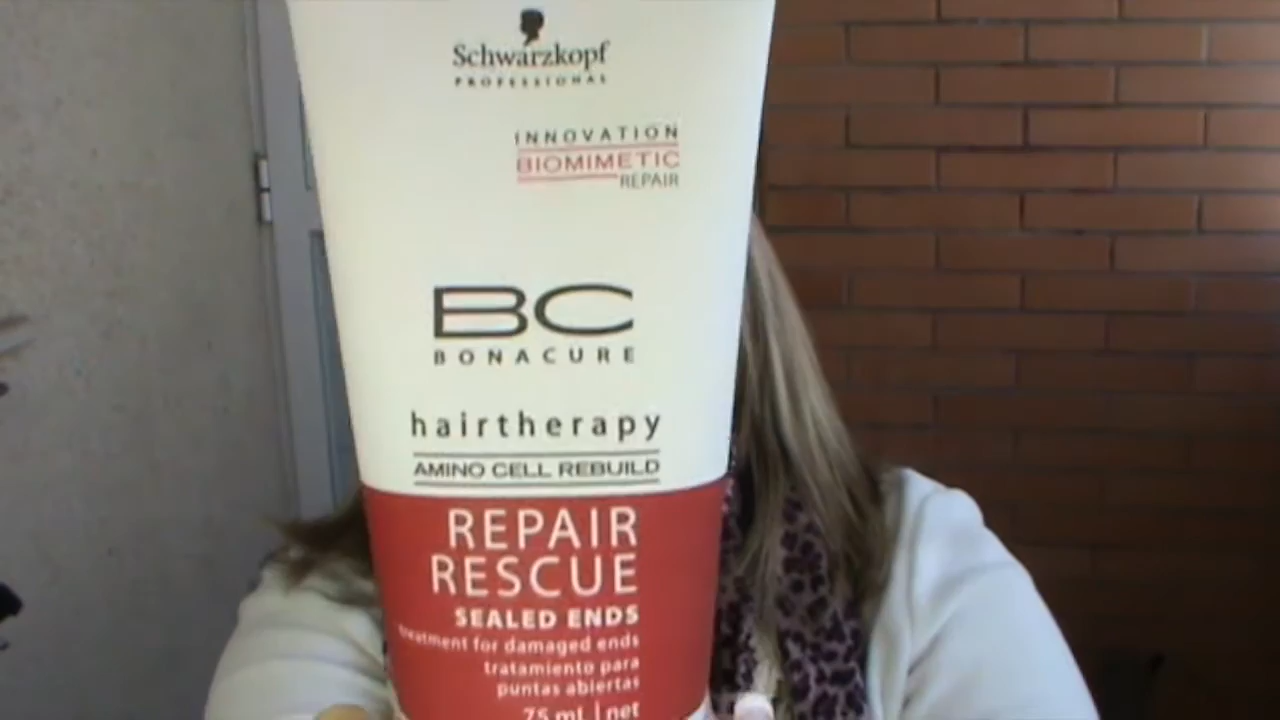 Schwarzkopf
PROFESSIONAL
INNOVATION
BIOMIMETIC
REPAIR
BC
BONACURE
hairtherapy
AMINO CELL REBUILD
REPAIR
RESCUE
SEALED ENDS
treatment for damaged ends
tratamiento para
puntas abiertas
75 mL | net